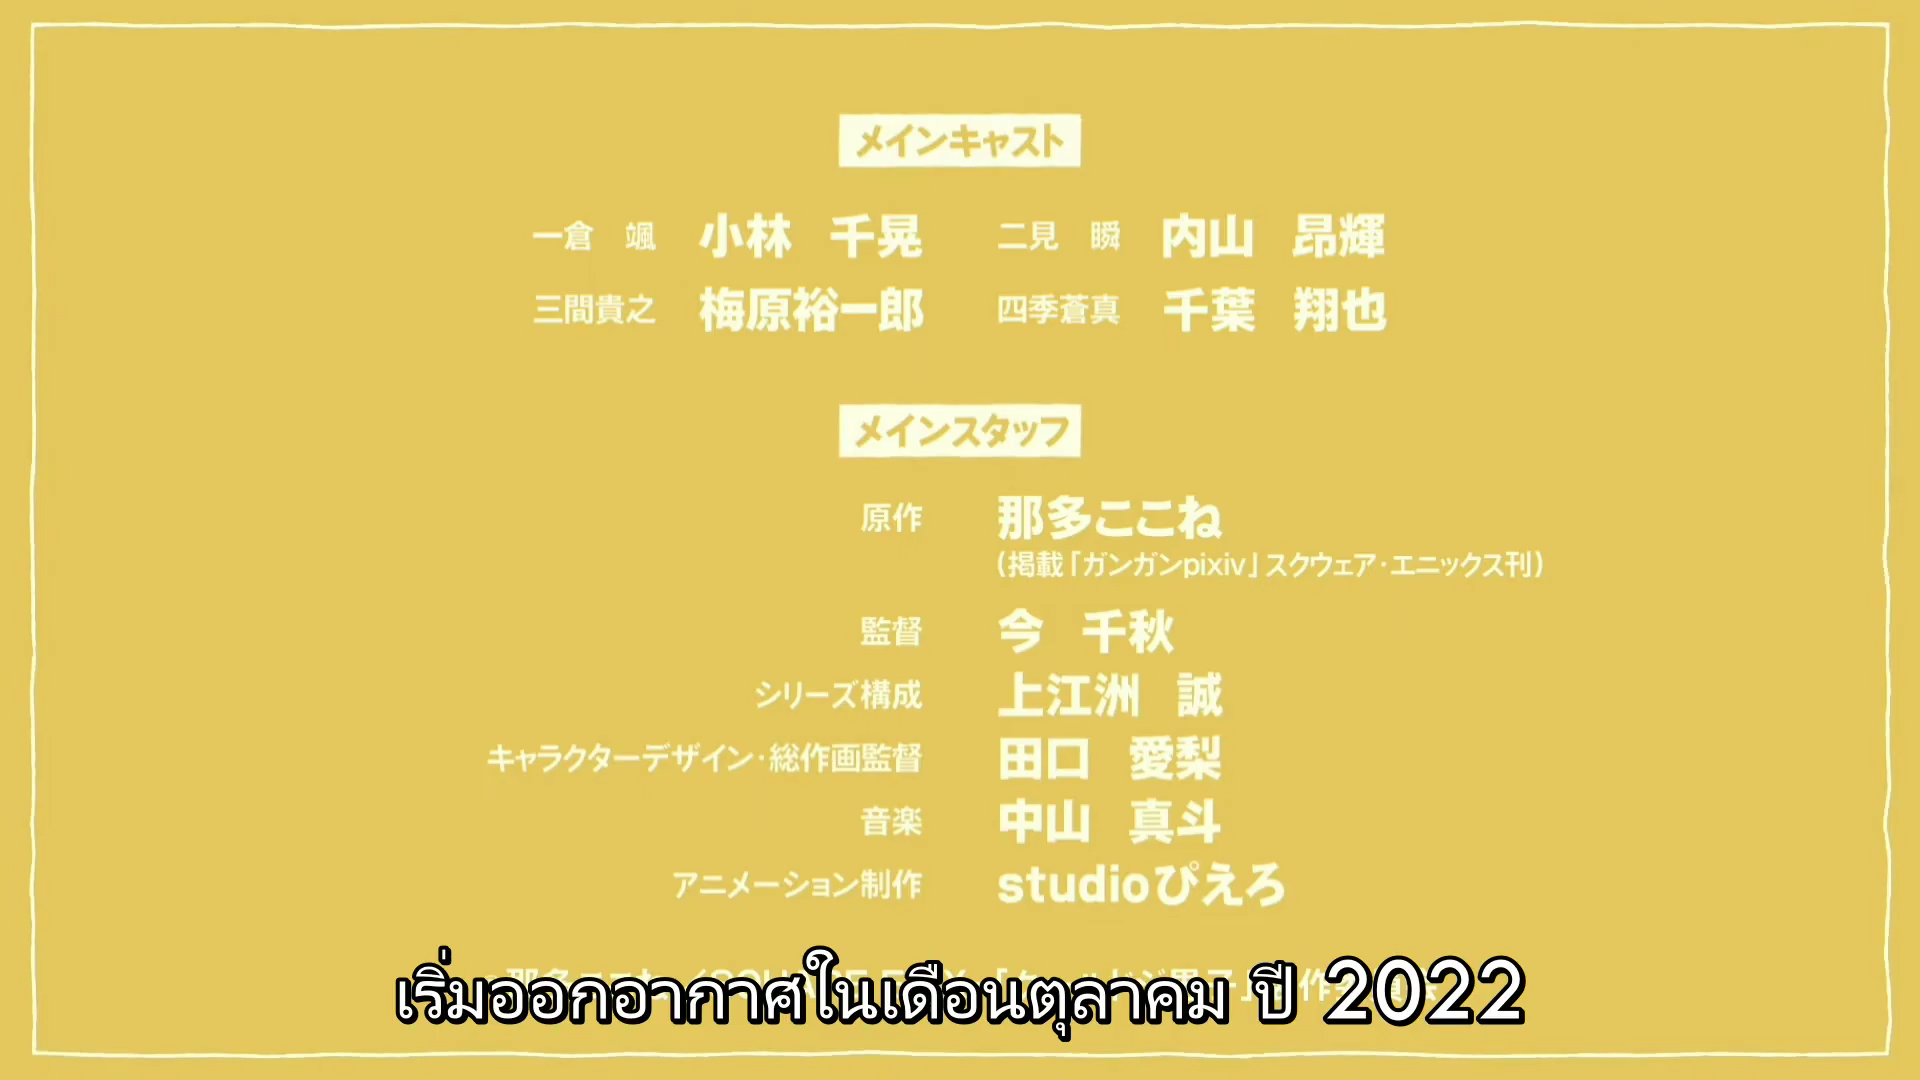 メインキャスト
一倉 颯 小林 千晃 二見 瞬 内山 昂輝
三間貴之 梅原裕一郎 四季蒼真 千葉 翔也
メインスタッフ
原作 那多ここね
(掲載「ガンガンpixiv」スクウェア・エニックス刊)
監督 今 千秋
シリーズ構成 上江洲 誠
キャラクターデザイン・総作画監督 田口 愛梨
音楽 中山 真斗
アニメーション制作 studioぴえろ
เริ่มออกอากาศในเดือนตุลาคม ปี 2022